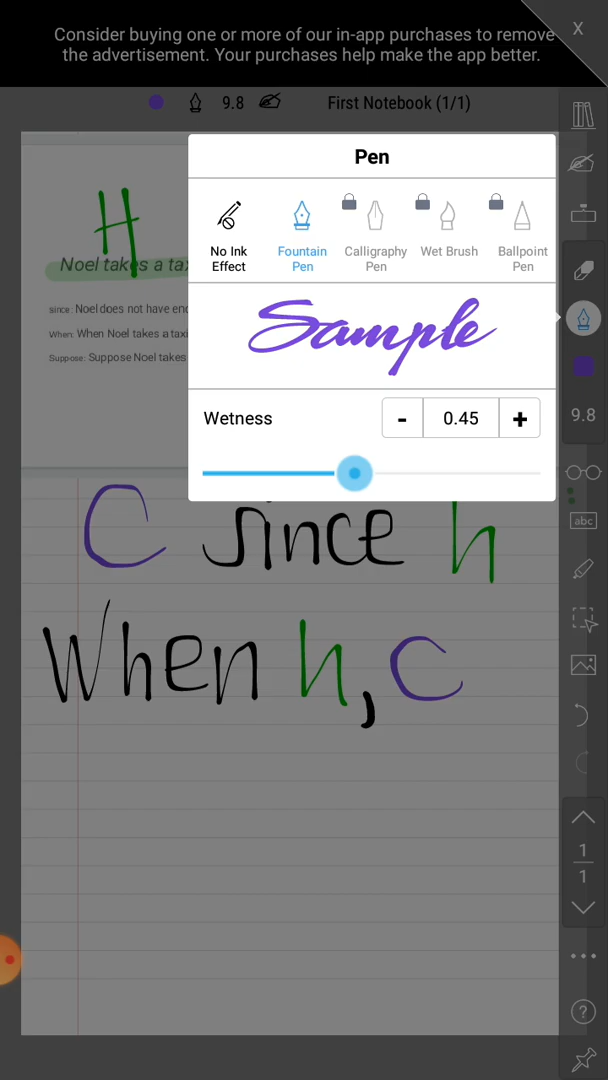 Consider buying one or more of our in-app purchases to remove
the advertisement. Your purchases help make the app better.
X
9.8
First Notebook (1/1)
Pen
No Ink
Effect
Fountain
Pen
Calligraphy
Pen
Wet Brush
Ballpoint
Pen
Sample
Wetness
-
0.45
+
H
Noel takes a
since: Noel does not have
When: When Noel takes a taxi
Suppose: Suppose Noel takes
C since h
When h, C
9.8
abc
1
1
?